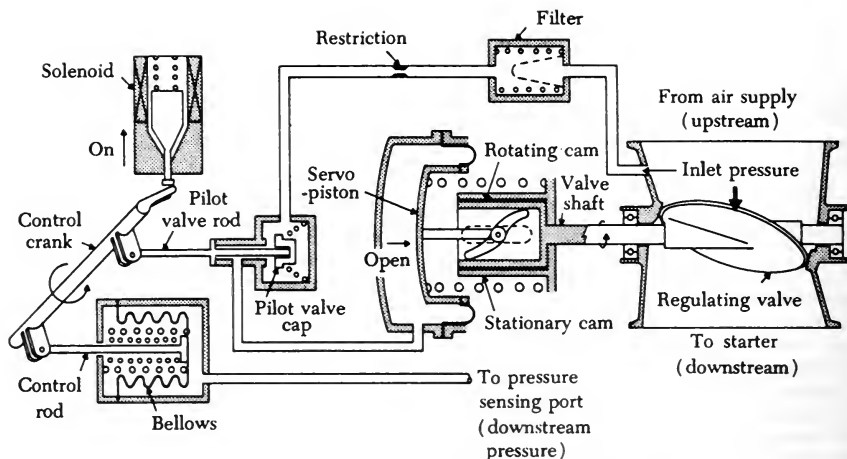 Filter
Restriction
Solenoid
From air supply
(upstream)
On
Rotating cam
Inlet pressure
Servo
-piston
Valve
shaft
Pilot
valve rod
Control
crank
Open
Pilot valve
cap
Regulating valve
Stationary cam
To starter
(downstream)
Control
rod
Bellows
To pressure
sensing port
(downstream
pressure)